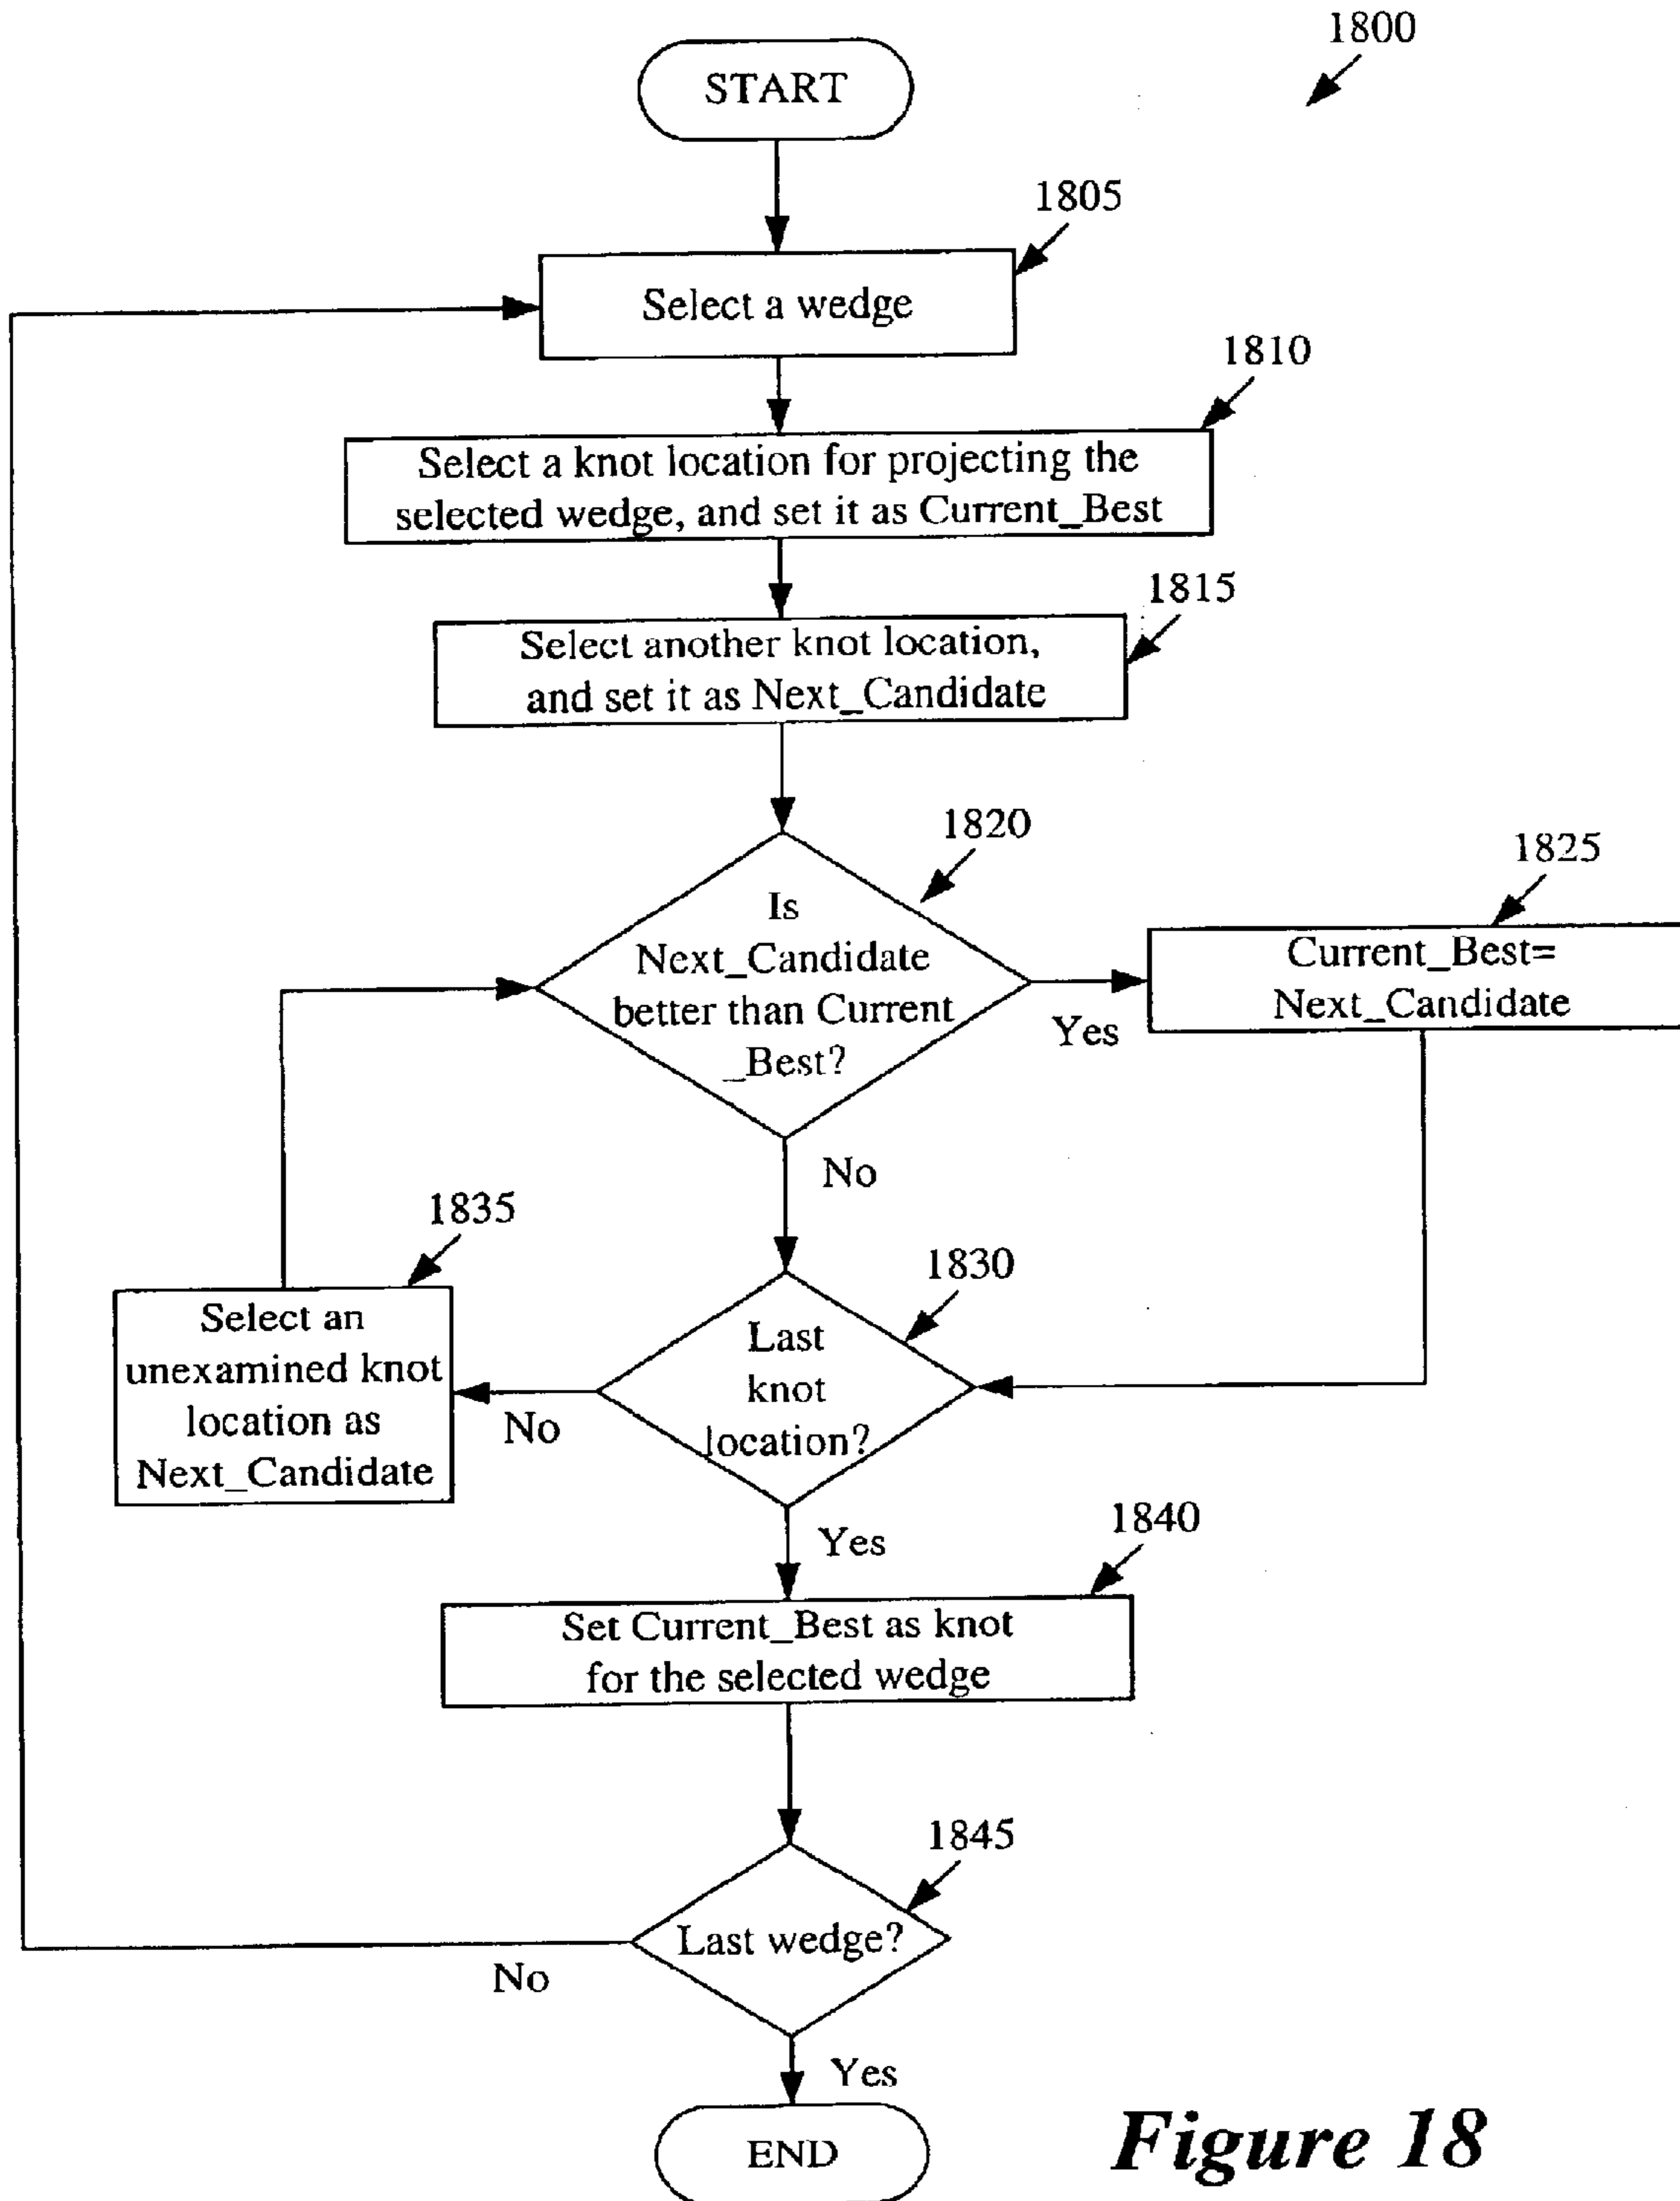 1800
START
1805
Select a wedge
1810
Select a knot location for projecting the
selected wedge, and set it as Current_Best
1815
Select another knot location,
and set it as Next_Candidate
1820
Is
Next_Candidate
better than Current
_Best?
Yes
1825
Current_Best=
Next_Candidate
No
1835
Select an
unexamined knot
location as
Next_Candidate
1830
Last
knot
location?
No
Yes
1840
Set Current_Best as knot
for the selected wedge
1845
Last wedge?
No
Yes
END
Figure 18